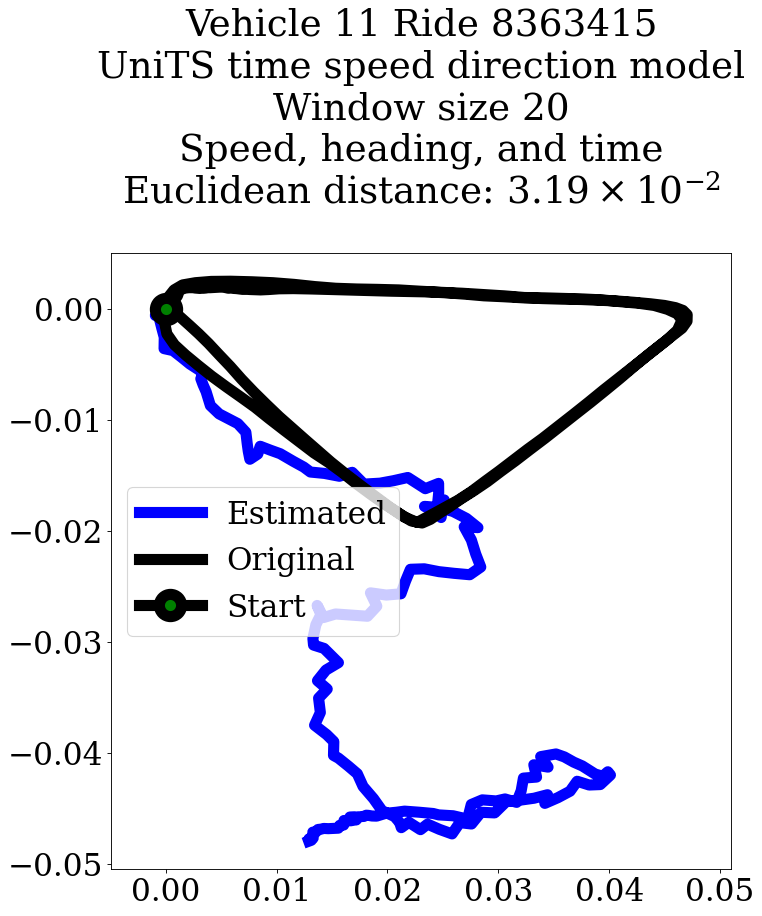 Vehicle 11 Ride 8363415
UniTS time speed direction model
Window size 20
Speed, heading, and time
Euclidean distance: 3.19 × 10⁻²
0.00
−0.01
−0.02
−0.03
−0.04
−0.05
Estimated
Original
Start
0.00 0.01 0.02 0.03 0.04 0.05